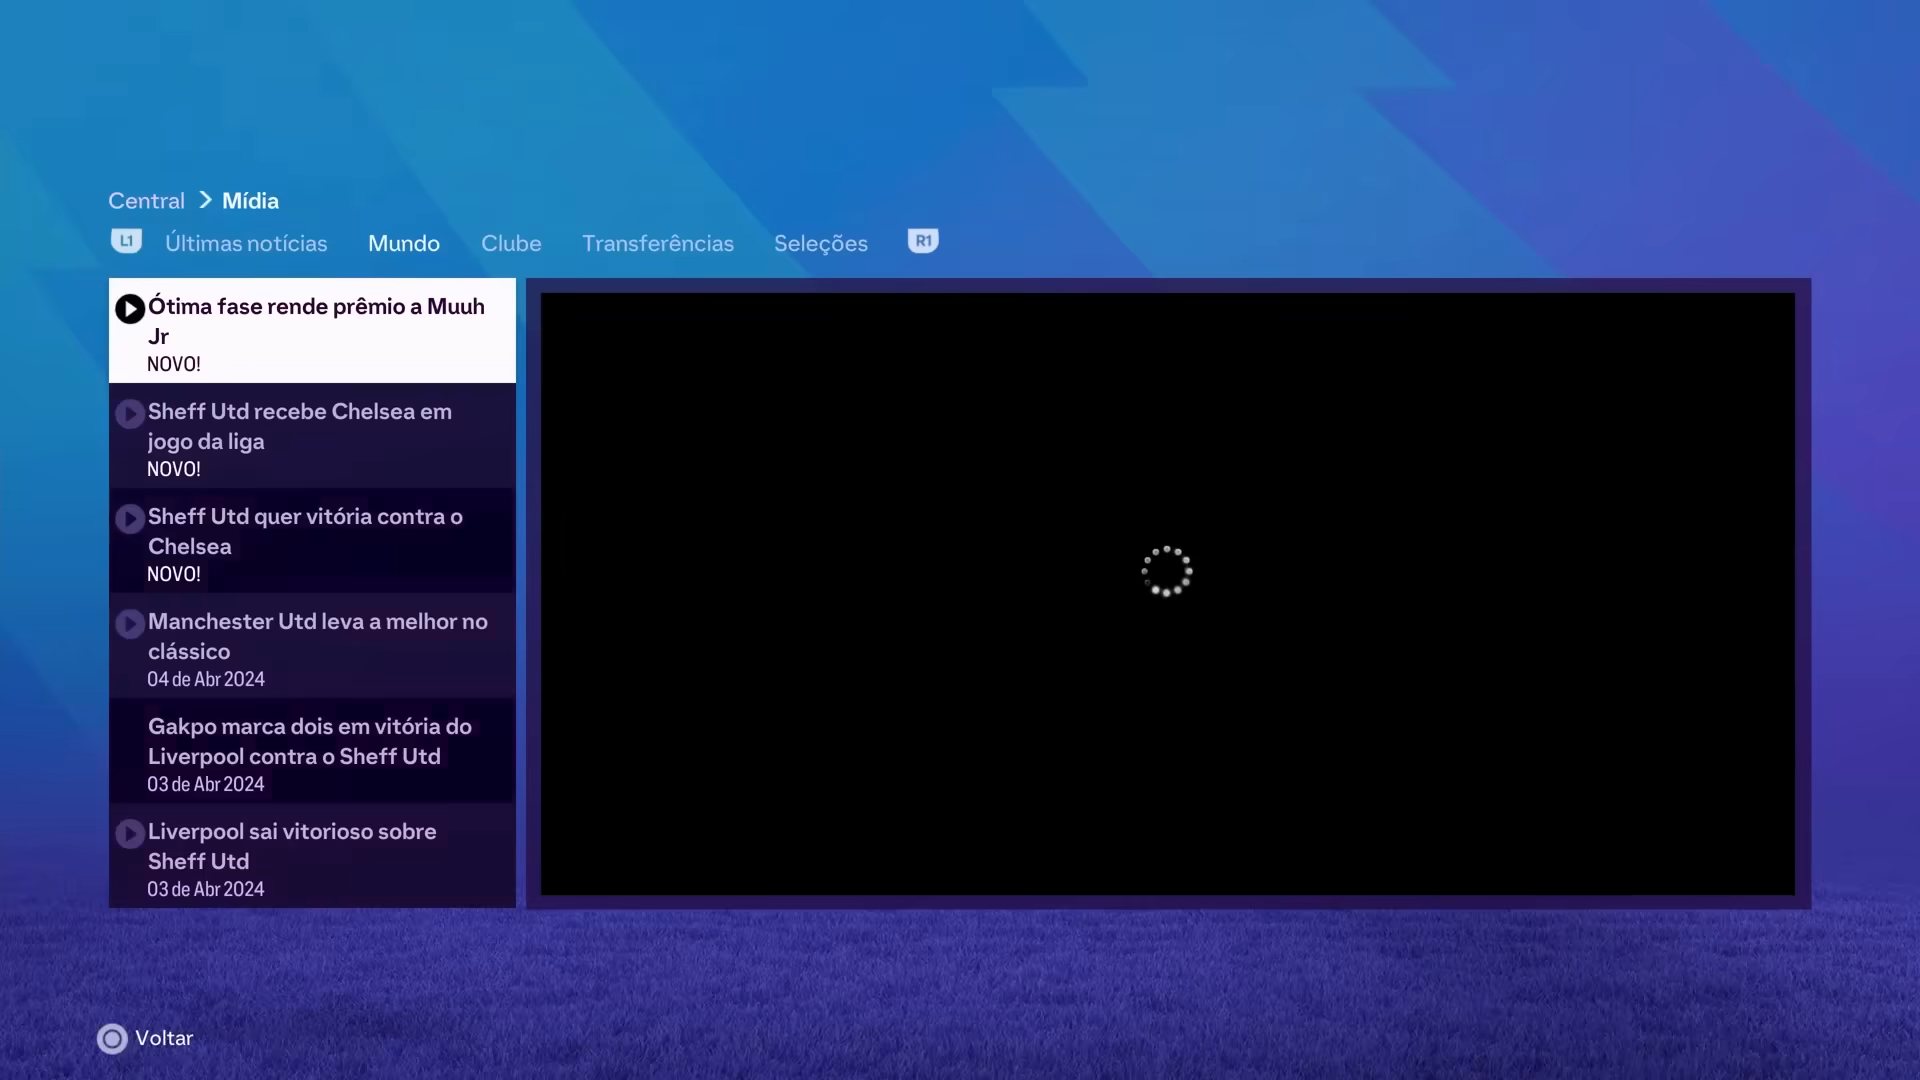 Central > Mídia
L1 Últimas notícias Mundo Clube Transferências Seleções R1
Ótima fase rende prêmio a Muuh
Jr
NOVO!
Sheff Utd recebe Chelsea em
jogo da liga
NOVO!
Sheff Utd quer vitória contra o
Chelsea
NOVO!
Manchester Utd leva a melhor no
clássico
04 de Abr 2024
Gakpo marca dois em vitória do
Liverpool contra o Sheff Utd
03 de Abr 2024
Liverpool sai vitorioso sobre
Sheff Utd
03 de Abr 2024
Voltar